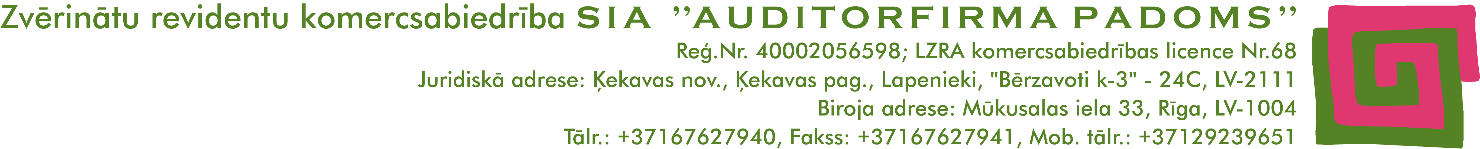 Zvērinātu revidentu komercsabiedrība SIA ”AUDITORFIRMA PADOMS”
Reģ.Nr. 40002056598; LZRA komercsabiedrības licence Nr.68
Juridiskā adrese: Ķekavas nov., Ķekavas pag., Lapenieki, "Bērzavoti k-3" - 24C, LV-2111
Biroja adrese: Mūkusalas iela 33, Rīga, LV-1004
Tālr.: +37167627940, Fakss: +37167627941, Mob. tālr.: +37129239651